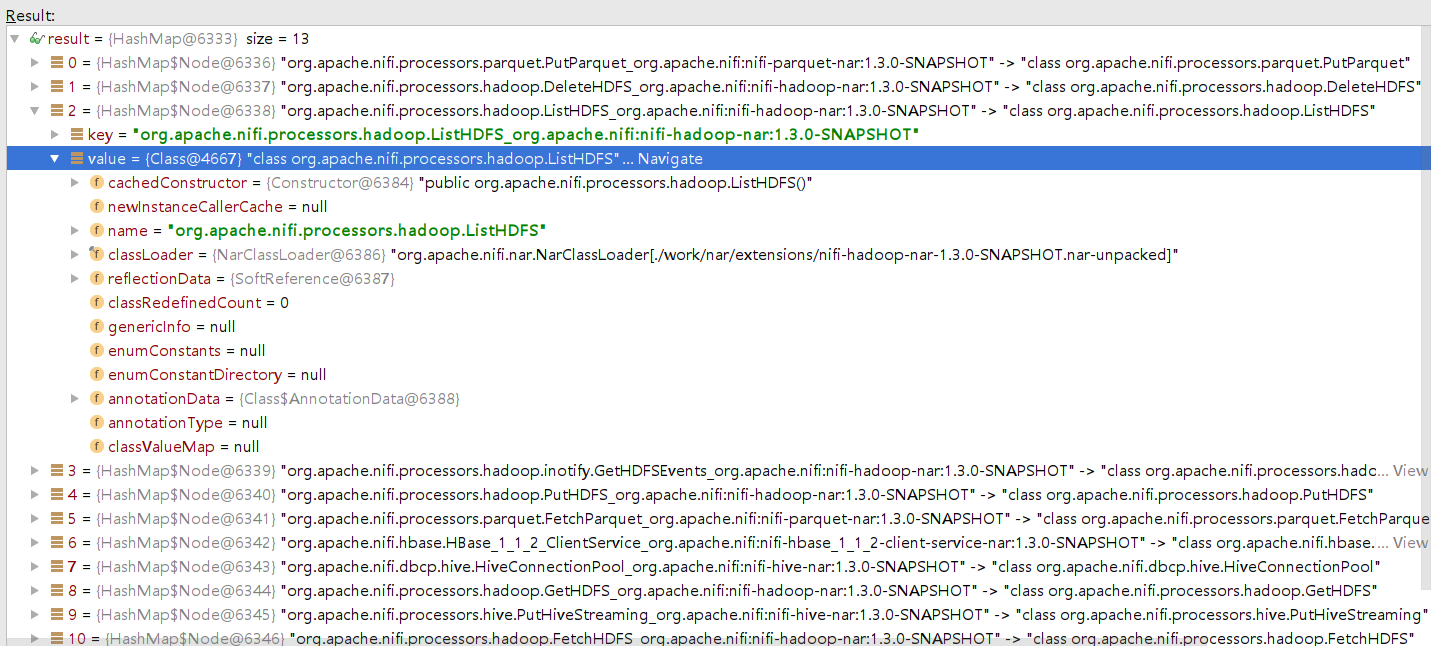 Result:
result = {HashMap@6333} size = 13
0 = {HashMap$Node@6336} "org.apache.nifi.processors.parquet.PutParquet_org.apache.nifi:nifi-parquet-nar:1.3.0-SNAPSHOT" -> "class org.apache.nifi.processors.parquet.PutParquet"
1 = {HashMap$Node@6337} "org.apache.nifi.processors.hadoop.DeleteHDFS_org.apache.nifi:nifi-hadoop-nar:1.3.0-SNAPSHOT" -> "class org.apache.nifi.processors.hadoop.DeleteHDFS"
2 = {HashMap$Node@6338} "org.apache.nifi.processors.hadoop.ListHDFS_org.apache.nifi:nifi-hadoop-nar:1.3.0-SNAPSHOT" -> "class org.apache.nifi.processors.hadoop.ListHDFS"
key = "org.apache.nifi.processors.hadoop.ListHDFS_org.apache.nifi:nifi-hadoop-nar:1.3.0-SNAPSHOT"
value = {Class@4667} "class org.apache.nifi.processors.hadoop.ListHDFS"... Navigate
f cachedConstructor = {Constructor@6384} "public org.apache.nifi.processors.hadoop.ListHDFS()"
f newInstanceCallerCache = null
f name = "org.apache.nifi.processors.hadoop.ListHDFS"
f classLoader = {NarClassLoader@6386} "org.apache.nifi.nar.NarClassLoader[./work/nar/extensions/nifi-hadoop-nar-1.3.0-SNAPSHOT.nar-unpacked]"
f reflectionData = {SoftReference@6387}
f classRedefinedCount = 0
f genericInfo = null
f enumConstants = null
f enumConstantDirectory = null
f annotationData = {Class$AnnotationData@6388}
f annotationType = null
f classValueMap = null
3 = {HashMap$Node@6339} "org.apache.nifi.processors.hadoop.inotify.GetHDFSEvents_org.apache.nifi:nifi-hadoop-nar:1.3.0-SNAPSHOT" -> "class org.apache.nifi.processors.hadc... View
4 = {HashMap$Node@6340} "org.apache.nifi.processors.hadoop.PutHDFS_org.apache.nifi:nifi-hadoop-nar:1.3.0-SNAPSHOT" -> "class org.apache.nifi.processors.hadoop.PutHDFS"
5 = {HashMap$Node@6341} "org.apache.nifi.processors.parquet.FetchParquet_org.apache.nifi:nifi-parquet-nar:1.3.0-SNAPSHOT" -> "class org.apache.nifi.processors.parquet.FetchParque
6 = {HashMap$Node@6342} "org.apache.nifi.hbase.HBase_1_1_2_ClientService_org.apache.nifi:nifi-hbase_1_1_2-client-service-nar:1.3.0-SNAPSHOT" -> "class org.apache.nifi.hbase.... View
7 = {HashMap$Node@6343} "org.apache.nifi.dbcp.hive.HiveConnectionPool_org.apache.nifi:nifi-hive-nar:1.3.0-SNAPSHOT" -> "class org.apache.nifi.dbcp.hive.HiveConnectionPool"
8 = {HashMap$Node@6344} "org.apache.nifi.processors.hadoop.GetHDFS_org.apache.nifi:nifi-hadoop-nar:1.3.0-SNAPSHOT" -> "class org.apache.nifi.processors.hadoop.GetHDFS"
9 = {HashMap$Node@6345} "org.apache.nifi.processors.hive.PutHiveStreaming_org.apache.nifi:nifi-hive-nar:1.3.0-SNAPSHOT" -> "class org.apache.nifi.processors.hive.PutHiveStreaming"
10 = {HashMap$Node@6346} "org.apache.nifi.processors.hadoop.FetchHDFS_org.apache.nifi:nifi-hadoop-nar:1.3.0-SNAPSHOT" -> "class org.apache.nifi.processors.hadoop.FetchHDFS"